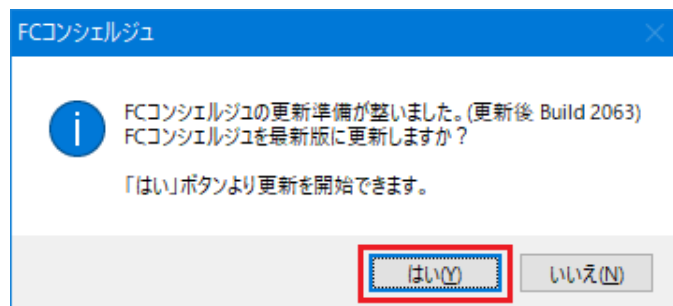 FCコンシェルジュ
FCコンシェルジュの更新準備が整いました。(更新後 Build 2063)
FCコンシェルジュを最新版に更新しますか？
「はい」ボタンより更新を開始できます。
はい(Y)
いいえ(N)